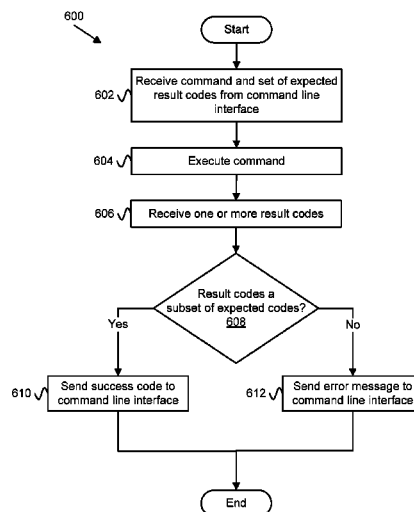 600
Start
602
Receive command and set of expected
result codes from command line
interface
604
Execute command
606
Receive one or more result codes
Result codes a
subset of expected codes?
608
Yes
No
610
Send success code to
command line interface
612
Send error message to
command line interface
End